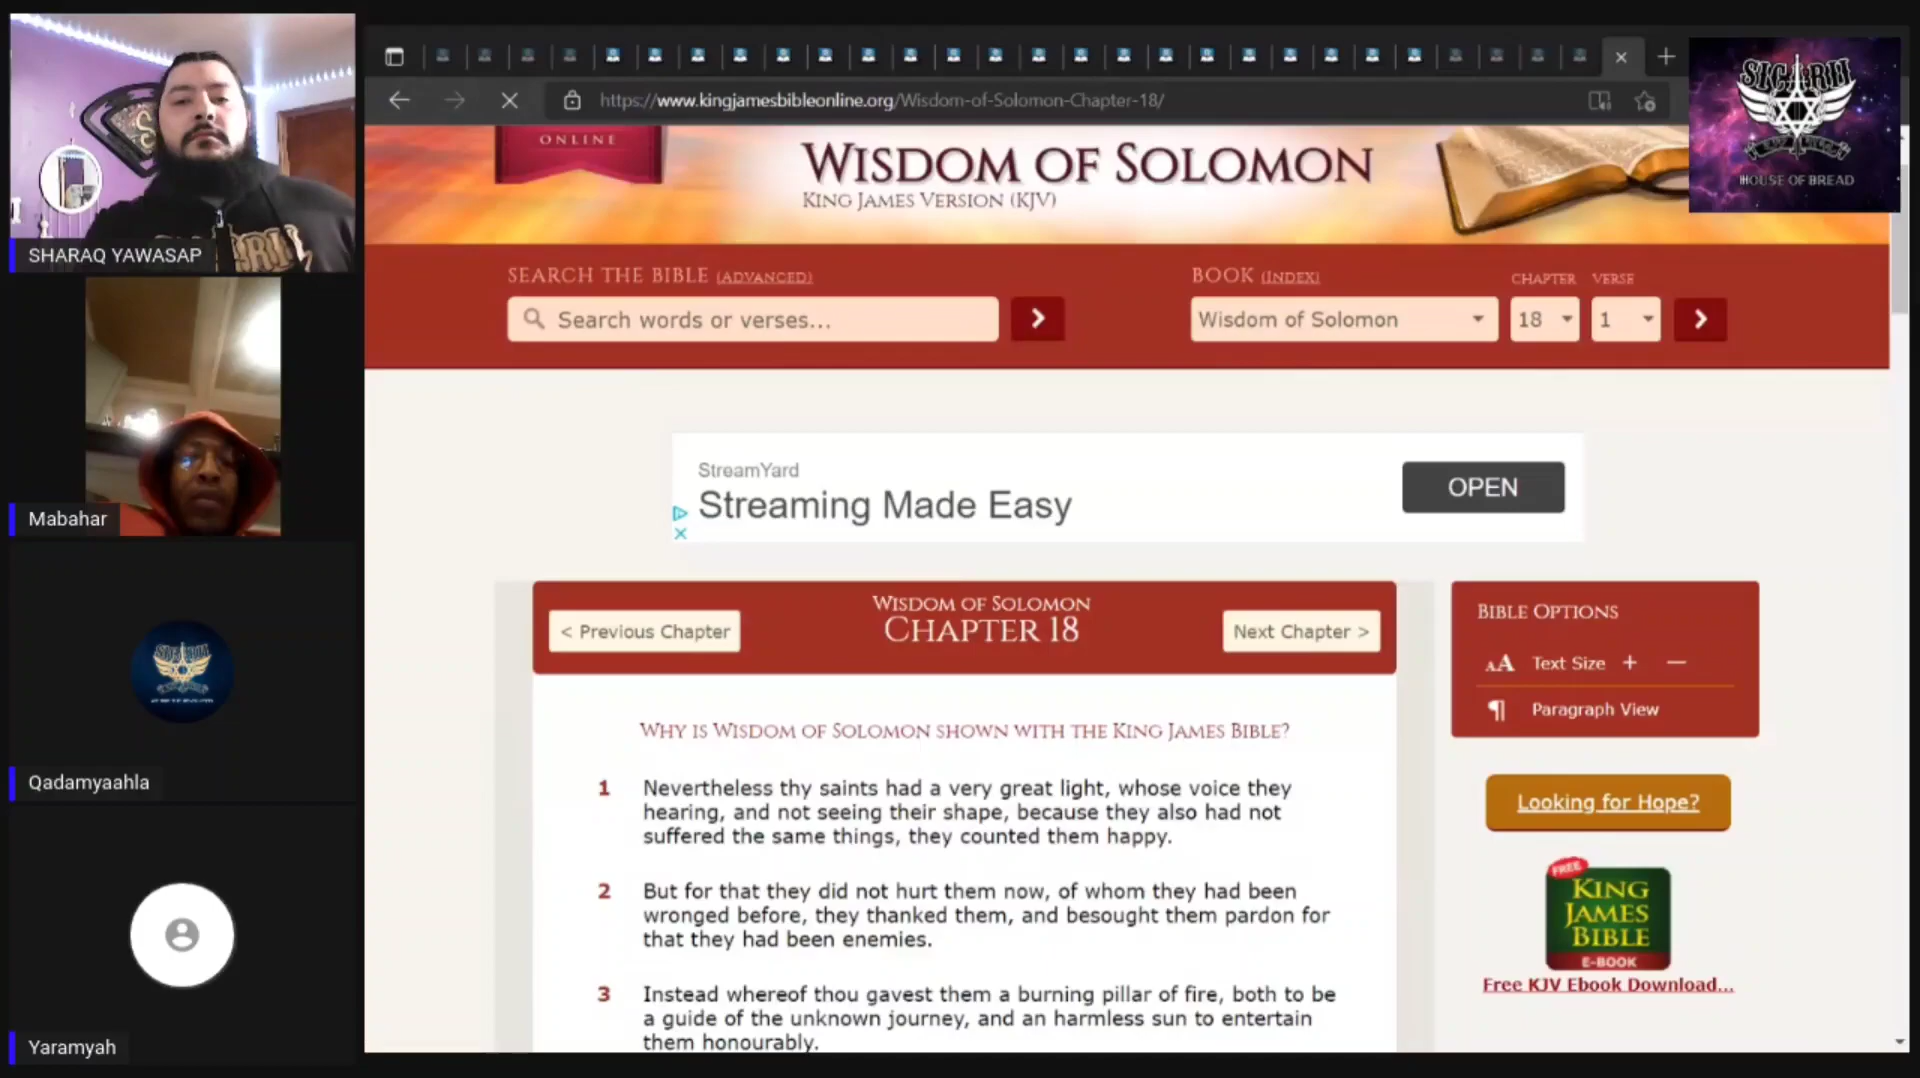 https://www.kingjamesbibleonline.org/Wisdom-of-Solomon-Chapter-18/
SICARII
HOUSE OF BREAD
ONLINE
WISDOM OF SOLOMON
KING JAMES VERSION (KJV)
SHARAQ YAWASAP
SEARCH THE BIBLE (ADVANCED)
BOOK (INDEX)
CHAPTER VERSE
Search words or verses...
Wisdom of Solomon
18
1
StreamYard
Streaming Made Easy
OPEN
Mabahar
WISDOM OF SOLOMON
CHAPTER 18
< Previous Chapter
Next Chapter >
BIBLE OPTIONS
AA Text Size + —
¶ Paragraph View
WHY IS WISDOM OF SOLOMON SHOWN WITH THE KING JAMES BIBLE?
1 Nevertheless thy saints had a very great light, whose voice they
hearing, and not seeing their shape, because they also had not
suffered the same things, they counted them happy.
2 But for that they did not hurt them now, of whom they had been
wronged before, they thanked them, and besought them pardon for
that they had been enemies.
3 Instead whereof thou gavest them a burning pillar of fire, both to be
a guide of the unknown journey, and an harmless sun to entertain
them honourably.
Looking for Hope?
FREE
KING
JAMES
BIBLE
E-BOOK
Free KJV Ebook Download...
Qadamyaahla
Yaramyah